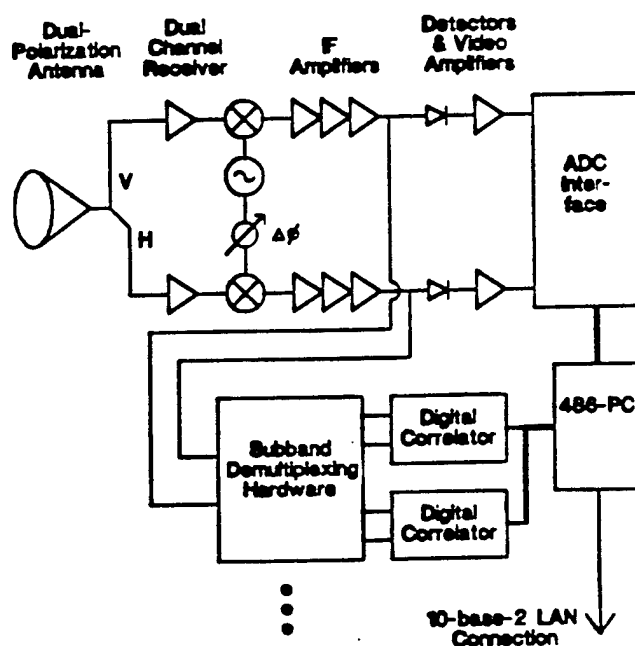 Dual-
Polarization
Antenna
Dual
Channel
Receiver
IF
Amplifiers
Detectors
& Video
Amplifiers
V
H
Δφ
ADC
Inter-
face
486-PC
Subband
Demultiplexing
Hardware
Digital
Correlator
Digital
Correlator
10-base-2 LAN
Connection